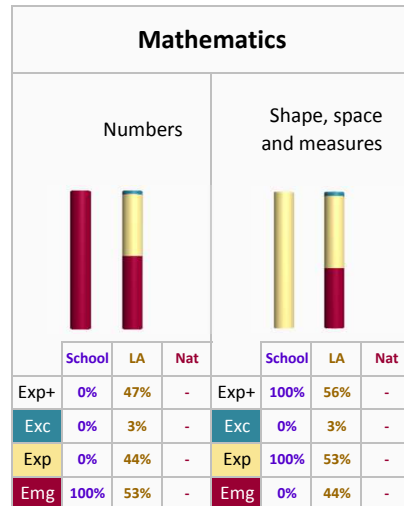 Mathematics
Numbers
Shape, space
and measures
School LA Nat School LA Nat
Exp+ 0% 47% - Exp+ 100% 56% -
Exc 0% 3% - Exc 0% 3% -
Exp 0% 44% - Exp 100% 53% -
Emg 100% 53% - Emg 0% 44% -